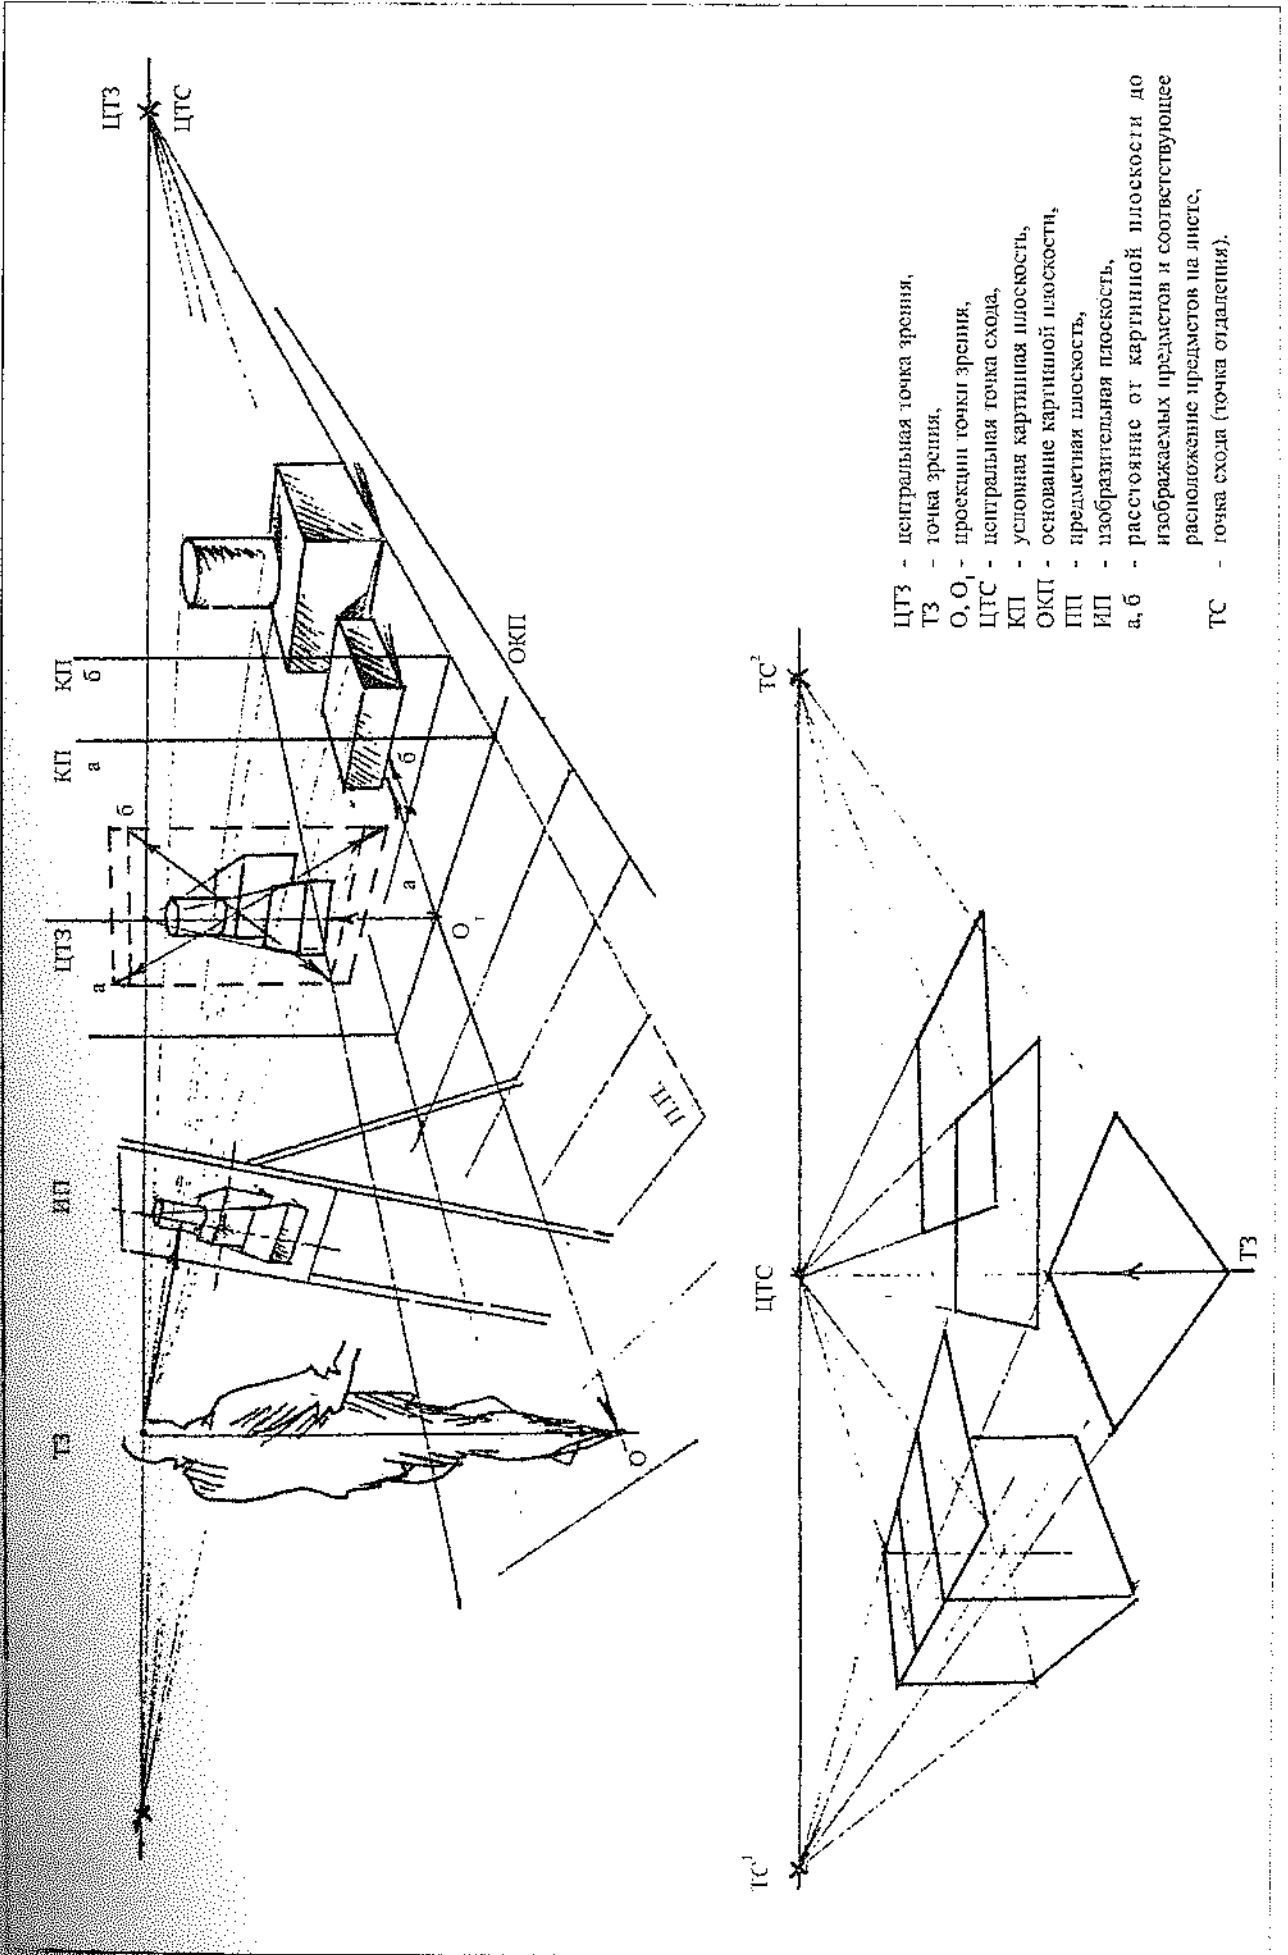 ТЗ
ИП
ЦТЗ
КП
а
КП
б
ЦТЗ
ЦТС
а
б
а
б
О
О₁
ПП
ОКП
ТС¹
ЦТС
ТС²
ТЗ
ЦТЗ - центральная точка зрения,
ТЗ - точка зрения,
О, О₁ - проекции точки зрения,
ЦТС - центральная точка схода,
КП - условная картинная плоскость,
ОКП - основание картинной плоскости,
ПП - предметная плоскость,
ИП - изобразительная плоскость,
а, б - расстояние от картинной плоскости до
изображаемых предметов и соответствующее
расположение предметов на листе,
ТС - точка схода (точка отдаления).